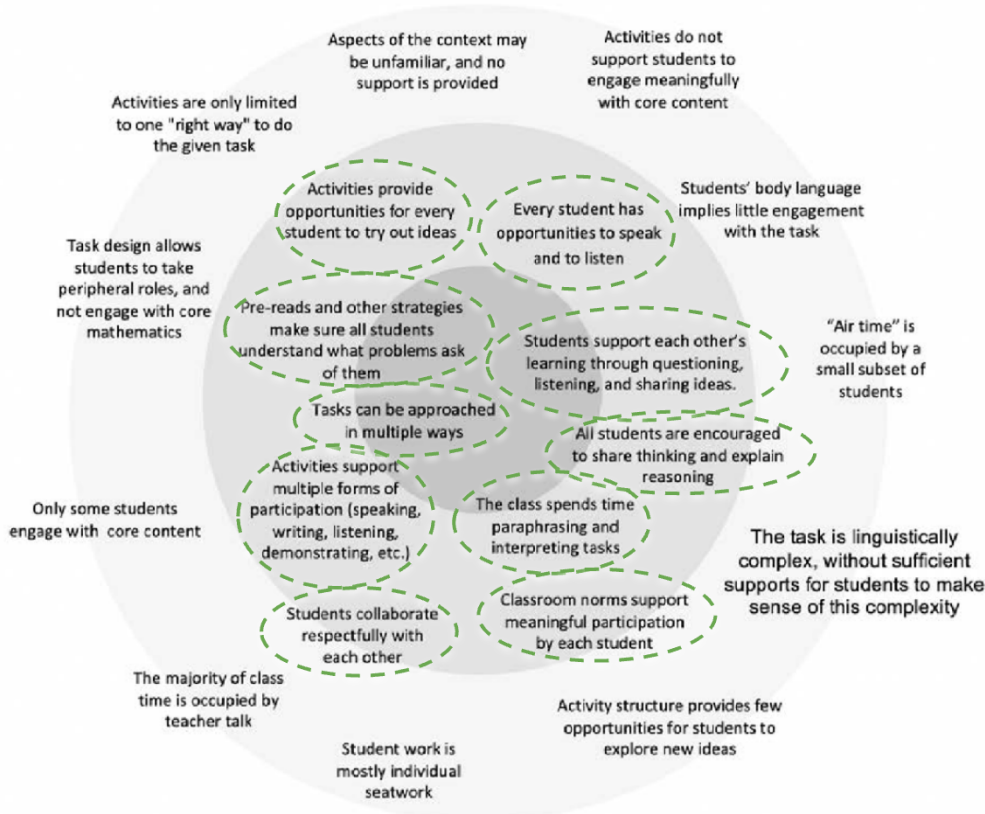 Aspects of the context may
be unfamiliar, and no
support is provided
Activities do not
support students to
engage meaningfully
with core content
Activities are only limited
to one "right way" to do
the given task
Activities provide
opportunities for every
student to try out ideas
Every student has
opportunities to speak
and to listen
Students' body language
implies little engagement
with the task
Task design allows
students to take
peripheral roles, and
not engage with core
mathematics
Pre-reads and other strategies
make sure all students
understand what problems ask
of them
Students support each other's
learning through questioning,
listening, and sharing ideas.
"Air time" is
occupied by a
small subset of
students
Tasks can be approached
in multiple ways
All students are encouraged
to share thinking and explain
reasoning
Activities support
multiple forms of
participation (speaking,
writing, listening,
demonstrating, etc.)
The class spends time
paraphrasing and
interpreting tasks
Only some students
engage with core content
The task is linguistically
complex, without sufficient
supports for students to make
sense of this complexity
Students collaborate
respectfully with
each other
Classroom norms support
meaningful participation
by each student
The majority of class
time is occupied by
teacher talk
Activity structure provides few
opportunities for students to
explore new ideas
Student work is
mostly individual
seatwork